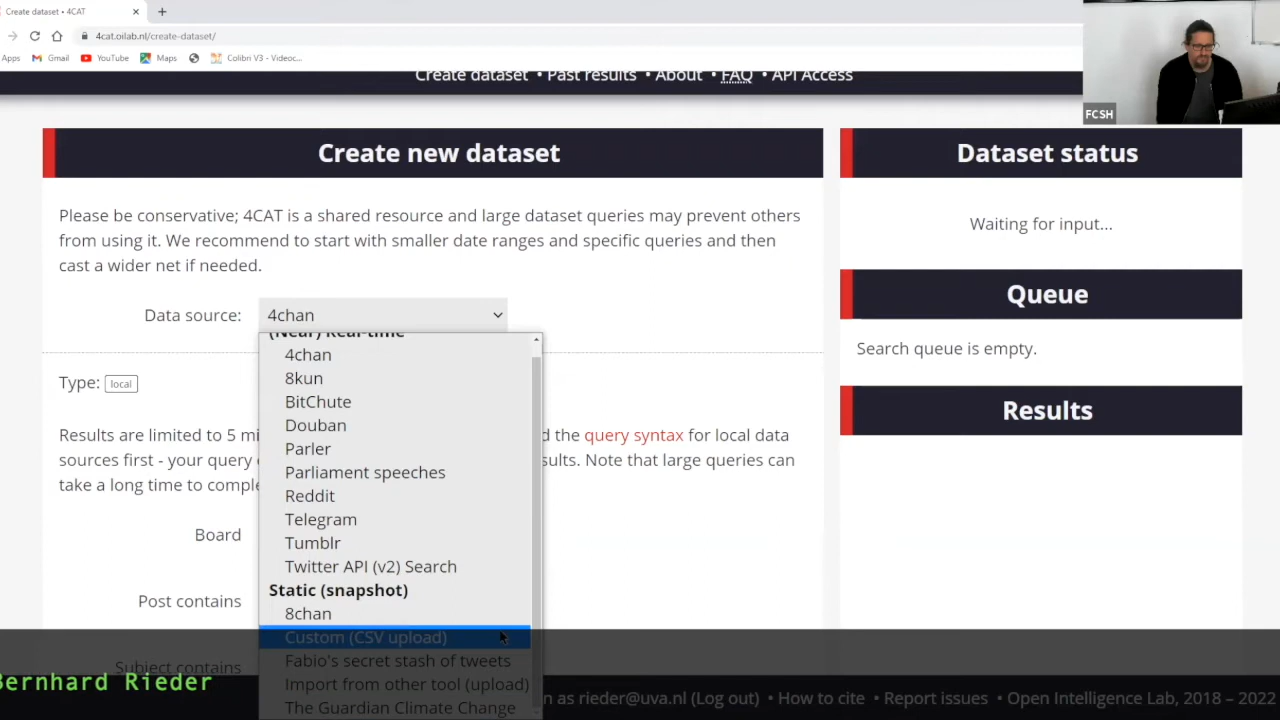 Create dataset • 4CAT
4cat.oilab.nl/create-dataset/
Apps
Gmail
YouTube
Maps
Colibri V3 - Videoc...
Create dataset • Past results • About • FAQ • API Access
FCSH
Create new dataset
Please be conservative; 4CAT is a shared resource and large dataset queries may prevent others
from using it. We recommend to start with smaller date ranges and specific queries and then
cast a wider net if needed.
Data source:
4chan
(Near) Real-time
4chan
8kun
BitChute
Douban
Parler
Parliament speeches
Reddit
Telegram
Tumblr
Twitter API (v2) Search
Static (snapshot)
8chan
Custom (CSV upload)
Fabio's secret stash of tweets
Import from other tool (upload)
The Guardian Climate Change
Type: local
Results are limited to 5 mi
d the query syntax for local data
sources first - your query
sults. Note that large queries can
take a long time to comple
Board
Post contains
Subject contains
Dataset status
Waiting for input...
Queue
Search queue is empty.
Results
Bernhard Rieder
n as rieder@uva.nl (Log out) • How to cite • Report issues • Open Intelligence Lab, 2018 – 2022